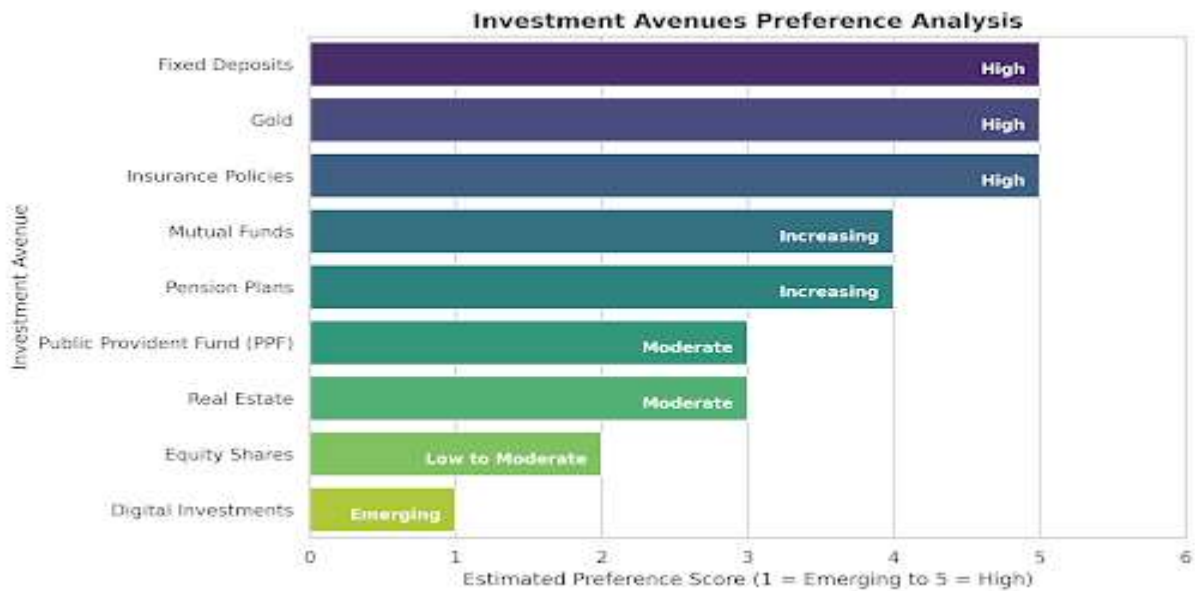 Investment Avenues Preference Analysis
Fixed Deposits
High
Gold
High
Insurance Policies
High
Mutual Funds
Increasing
Pension Plans
Increasing
Public Provident Fund (PPF)
Moderate
Real Estate
Moderate
Equity Shares
Low to Moderate
Digital Investments
Emerging
Investment Avenue
0 1 2 3 4 5 6
Estimated Preference Score (1 = Emerging to 5 = High)